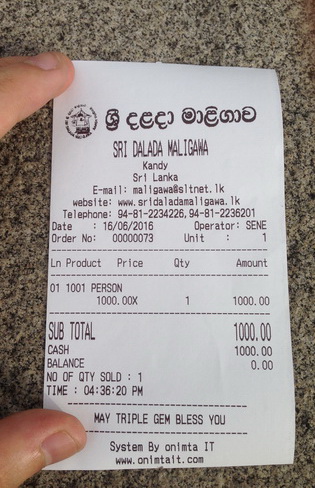 ශ්‍රී දළදා මාලිගාව
SRI DALADA MALIGAWA
Kandy
Sri Lanka
E-mail: maligawa@sltnet.lk
website: www.sridaladamaligawa.lk
Telephone: 94-81-2234226,94-81-2236201
Date : 16/06/2016 Operator: SENE
Order No: 00000073 Unit : 1
Ln Product Price Qty Amount
01 1001 PERSON
1000.00X 1 1000.00
SUB TOTAL 1000.00
CASH 1000.00
BALANCE 0.00
NO OF QTY SOLD : 1
TIME : 04:36:20 PM
MAY TRIPLE GEM BLESS YOU
System By onimta IT
www.onimtait.com